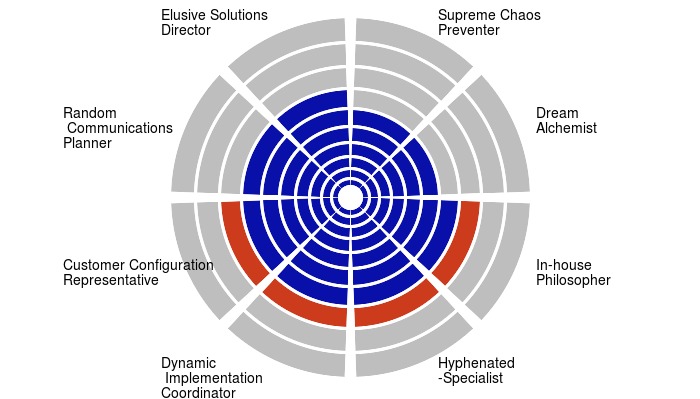 Elusive Solutions
Director
Supreme Chaos
Preventer
Random
Communications
Planner
Dream
Alchemist
Customer Configuration
Representative
In-house
Philosopher
Dynamic
Implementation
Coordinator
Hyphenated
-Specialist